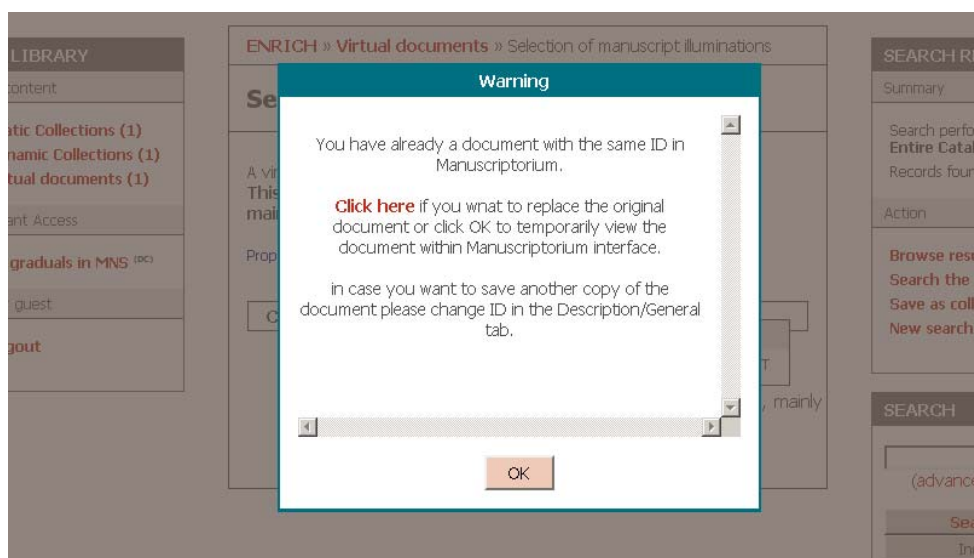 LIBRARY
content
atic Collections (1)
namic Collections (1)
tual documents (1)
ant Access
graduals in MNS (DC)
guest
gout
ENRICH » Virtual documents » Selection of manuscript illuminations
Se
A vir
This
mai
Prop
C
T
, mainly
Warning
You have already a document with the same ID in
Manuscriptorium.
Click here if you wnat to replace the original
document or click OK to temporarily view the
document within Manuscriptorium interface.
in case you want to save another copy of the
document please change ID in the Description/General
tab.
OK
SEARCH RE
Summary
Search perfo
Entire Catal
Records foun
Action
Browse resu
Search the
Save as coll
New search
SEARCH
(advance
Sea
In